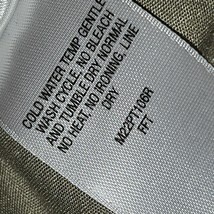 COLD WATER TEMP GENTLE
WASH CYCLE. NO BLEACH
AND TUMBLE DRY NORMAL
NO HEAT. NO IRONING. LINE
DRY
M22PT106R
FFT